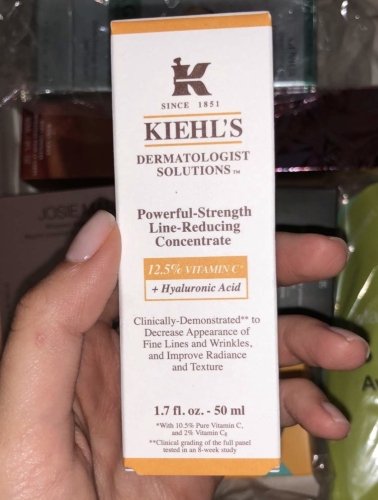 K
SINCE 1851
KIEHL'S
DERMATOLOGIST
SOLUTIONS™
Powerful-Strength
Line-Reducing
Concentrate
12.5% VITAMIN C*
+ Hyaluronic Acid
Clinically-Demonstrated** to
Decrease Appearance of
Fine Lines and Wrinkles,
and Improve Radiance
and Texture
1.7 fl. oz. - 50 ml
*With 10.5% Pure Vitamin C,
and 2% Vitamin Cg
**Clinical grading of the full panel
tested in an 8-week study
JOSIE M